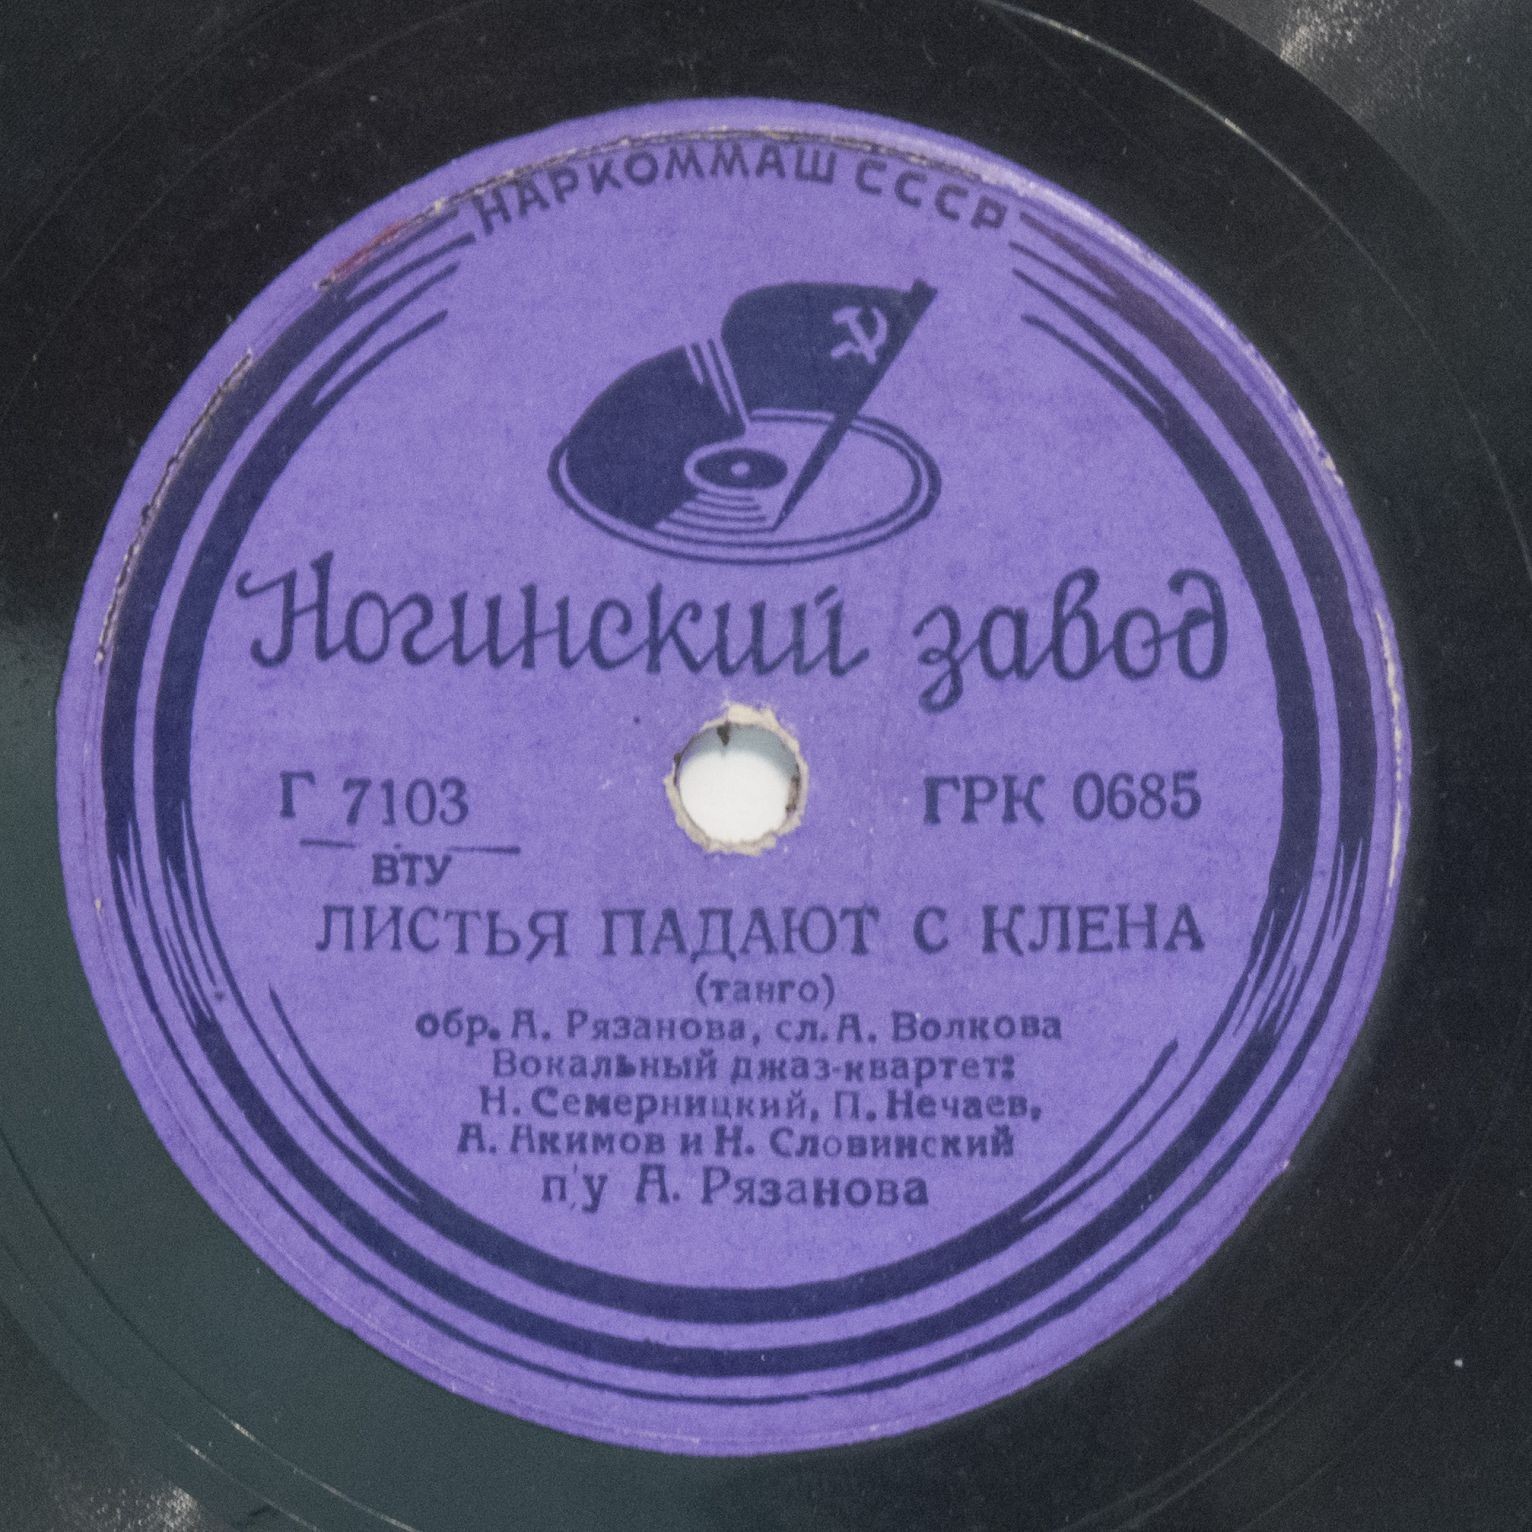 НАРКОММАШ СССР
Ногинский завод
Г 7103 ГРК 0685
ВТУ
ЛИСТЬЯ ПАДАЮТ С КЛЕНА
(танго)
обр. А. Рязанова, сл. А. Волкова
Вокальный джаз-квартет:
Н. Семерницкий, П. Нечаев,
А. Акимов и Н. Словинский
п/у А. Рязанова